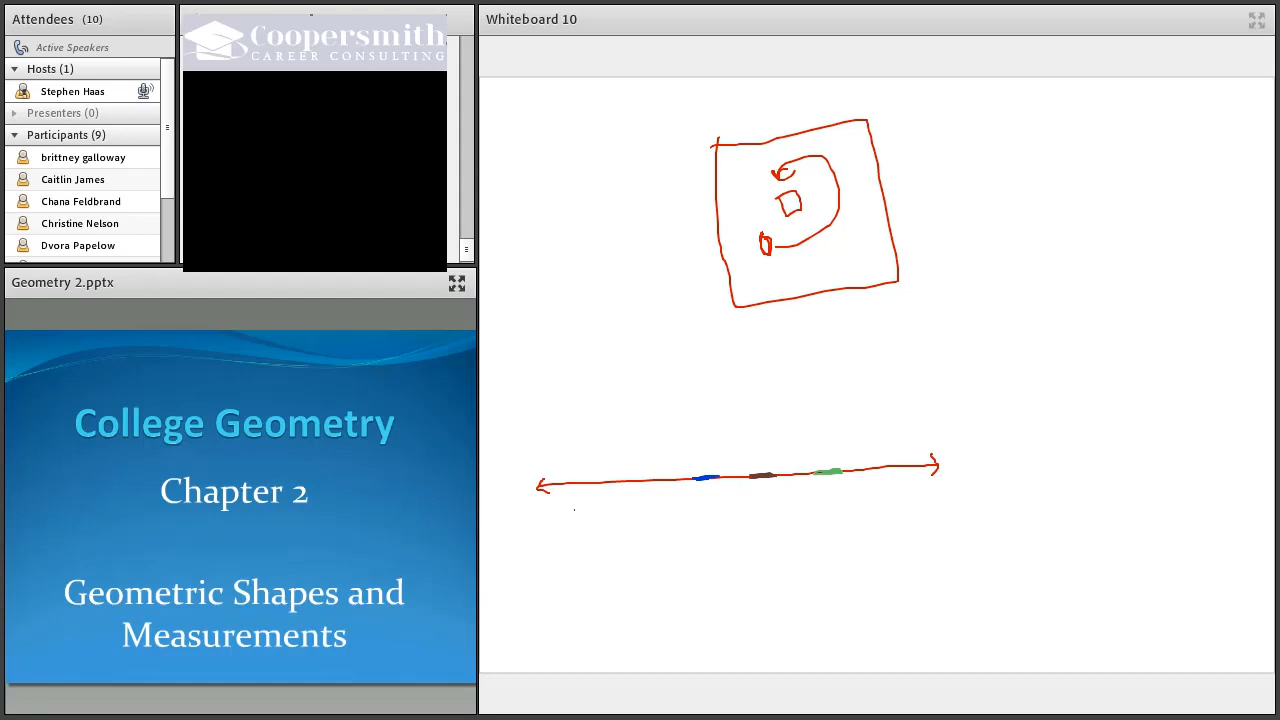 Attendees (10)
Active Speakers
Hosts (1)
Stephen Haas
Presenters (0)
Participants (9)
brittney galloway
Caitlin James
Chana Feldbrand
Christine Nelson
Dvora Papelow
Coopersmith
CAREER CONSULTING
Geometry 2.pptx
College Geometry
Chapter 2
Geometric Shapes and
Measurements
Whiteboard 10